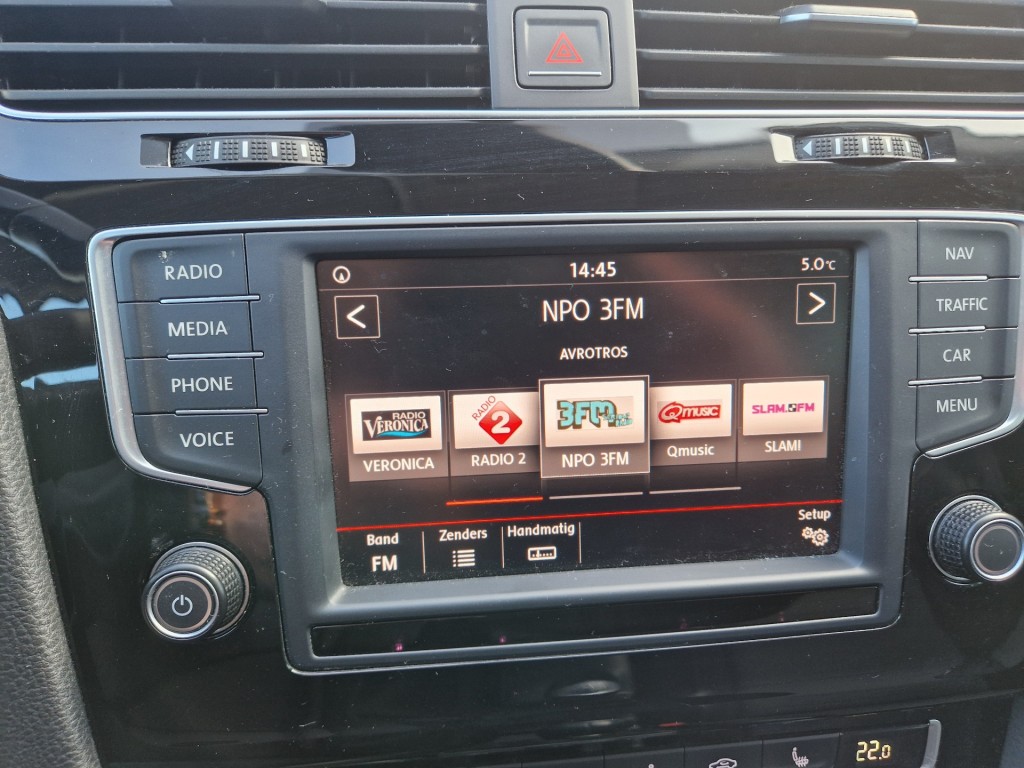 RADIO
MEDIA
PHONE
VOICE
14:45
5.0°C
NPO 3FM
AVROTROS
RADIO VERONICA
VERONICA
RADIO 2
RADIO 2
3FM
NPO 3FM
Qmusic
Qmusic
SLAM.FM
SLAM!
Band
FM
Zenders
Handmatig
Setup
NAV
TRAFFIC
CAR
MENU
22.0